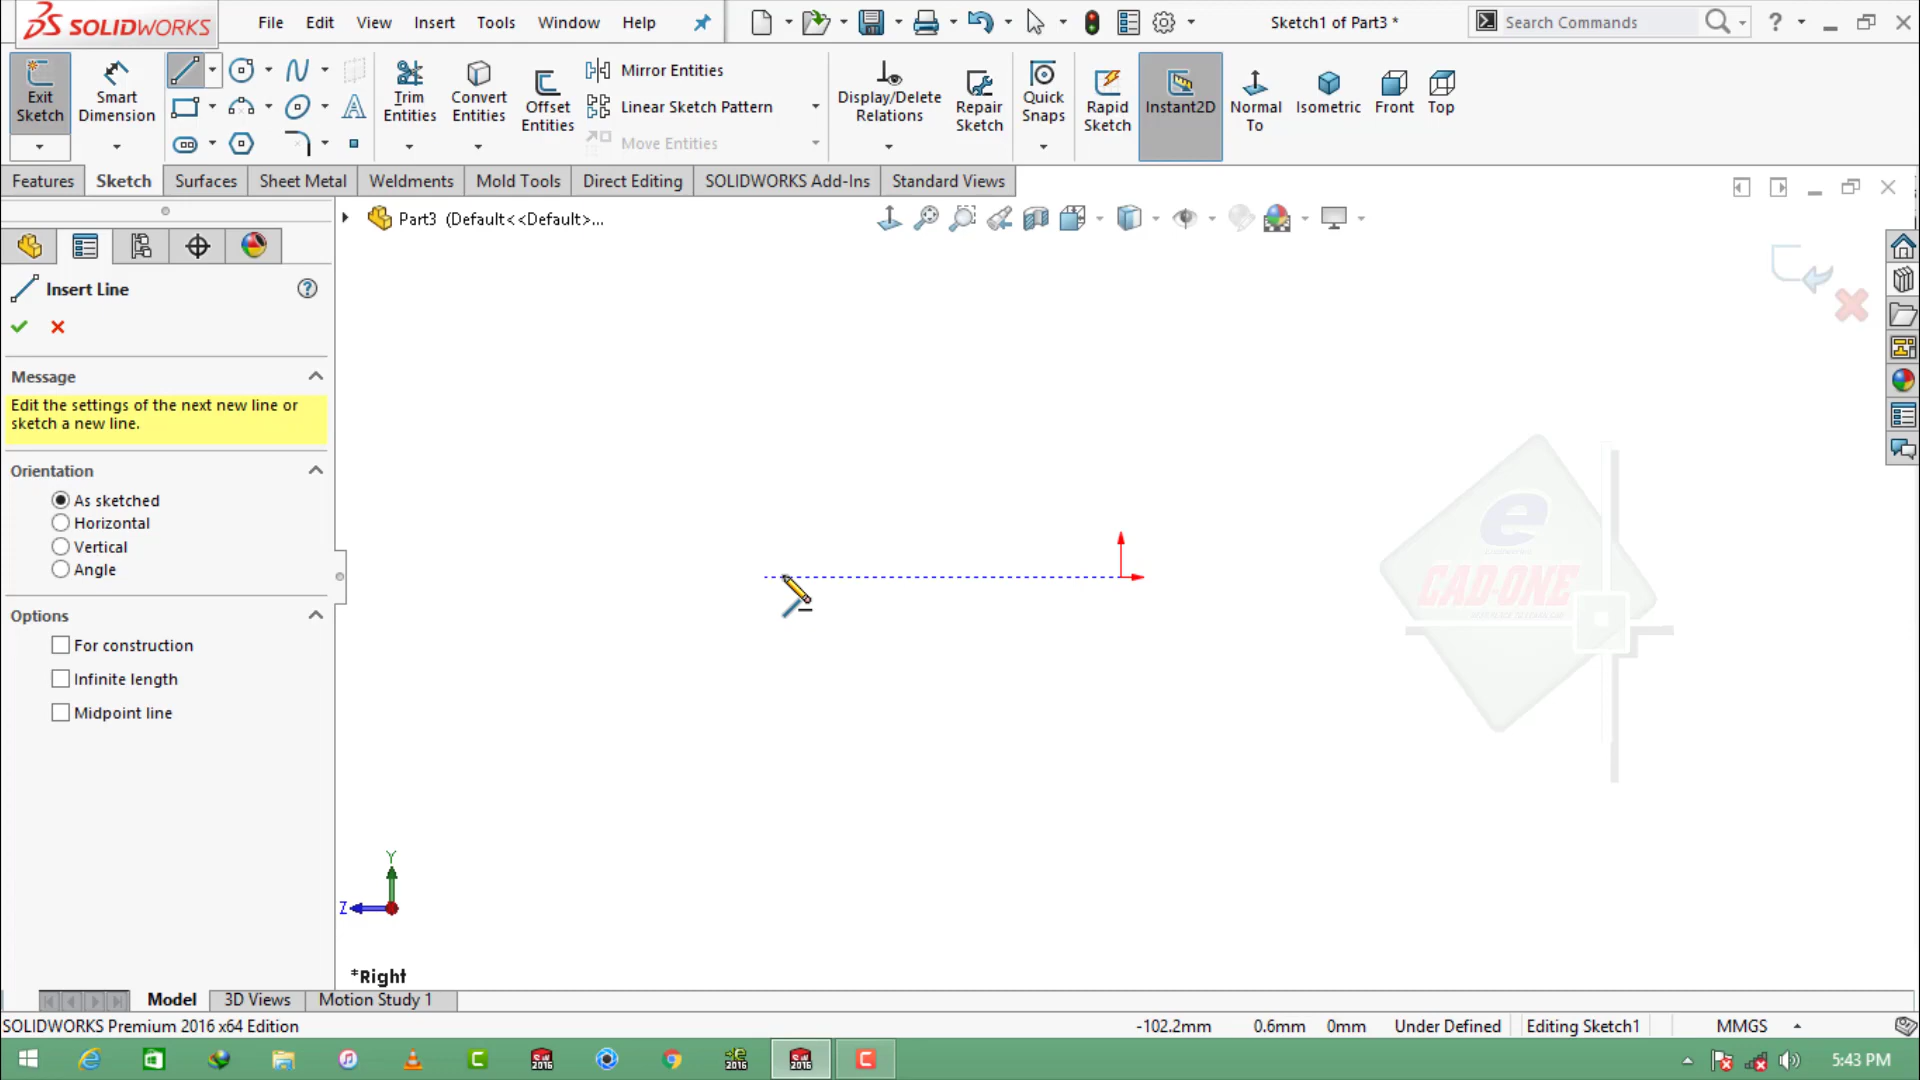 SOLIDWORKS
File Edit View Insert Tools Window Help
Sketch1 of Part3 *
Search Commands
?
Exit Sketch
Smart Dimension
Trim Entities
Convert Entities
Offset Entities
Mirror Entities
Linear Sketch Pattern
Move Entities
Display/Delete Relations
Repair Sketch
Quick Snaps
Rapid Sketch
Instant2D
Normal To
Isometric
Front
Top
Features Sketch Surfaces Sheet Metal Weldments Mold Tools Direct Editing SOLIDWORKS Add-Ins Standard Views
Part3 (Default<<Default>...
Insert Line
?
Message
Edit the settings of the next new line or
sketch a new line.
Orientation
As sketched
Horizontal
Vertical
Angle
Options
For construction
Infinite length
Midpoint line
e
CAD-ONE
Y
Z
*Right
Model 3D Views Motion Study 1
SOLIDWORKS Premium 2016 x64 Edition
-102.2mm 0.6mm 0mm Under Defined Editing Sketch1 MMGS
5:43 PM